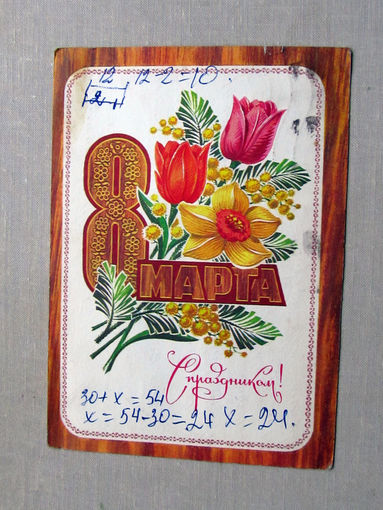 12 12-2=10.
8
МАРТА
С праздником!
30+x=54
x=54-30=24 x=24.